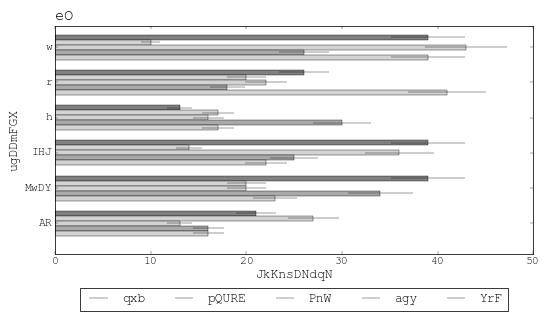 eO
ugDDmFGX
w
r
h
IHJ
MwDY
AR
0 10 20 30 40 50
JkKnsDNdqN
qxb pQURE PnW agy YrF